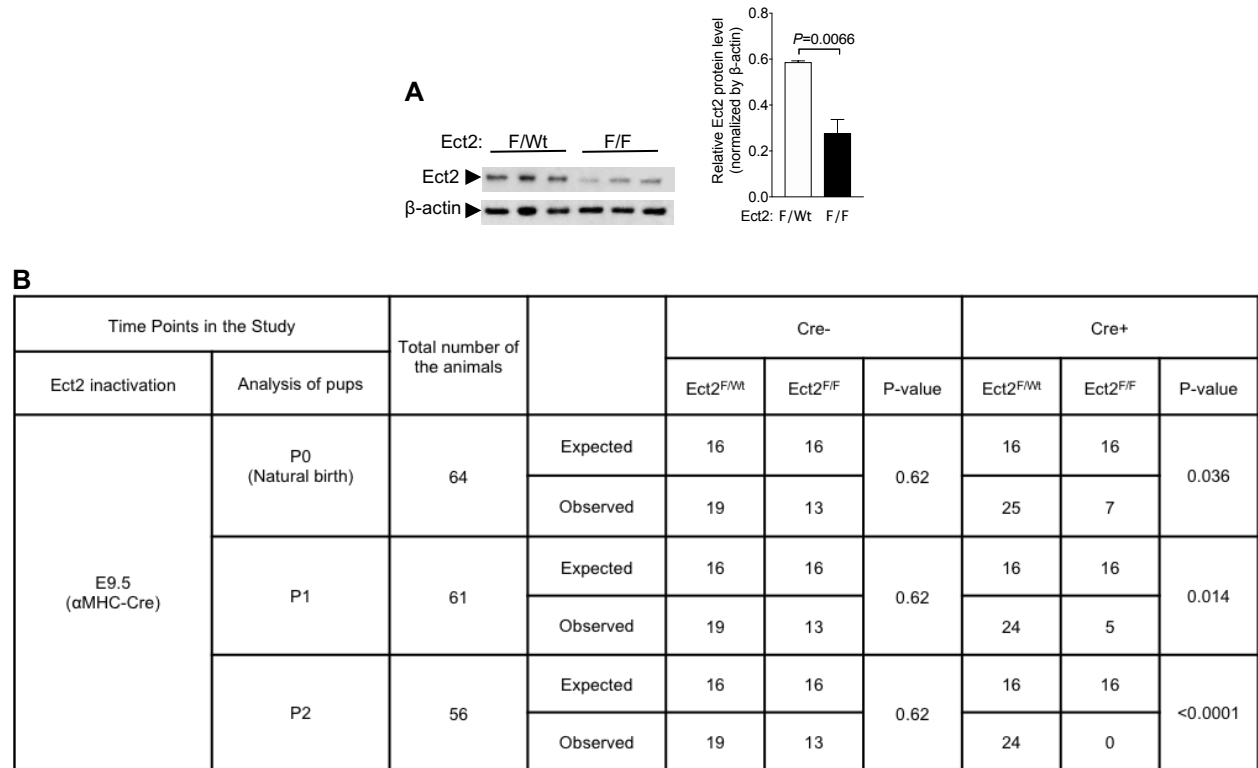 A
Ect2: F/Wt F/F
Ect2
β-actin
Relative Ect2 protein level
(normalized by β-actin)
0.8
0.6
0.4
0.2
0.0
P=0.0066
Ect2: F/Wt F/F
B
Time Points in the Study
Total number of
the animals
Cre-
Cre+
Ect2 inactivation
Analysis of pups
Ect2F/Wt
Ect2F/F
P-value
Ect2F/Wt
Ect2F/F
P-value
E9.5
(αMHC-Cre)
P0
(Natural birth)
64
Expected
16
16
0.62
16
16
0.036
Observed
19
13
25
7
P1
61
Expected
16
16
0.62
16
16
0.014
Observed
19
13
24
5
P2
56
Expected
16
16
0.62
16
16
<0.0001
Observed
19
13
24
0